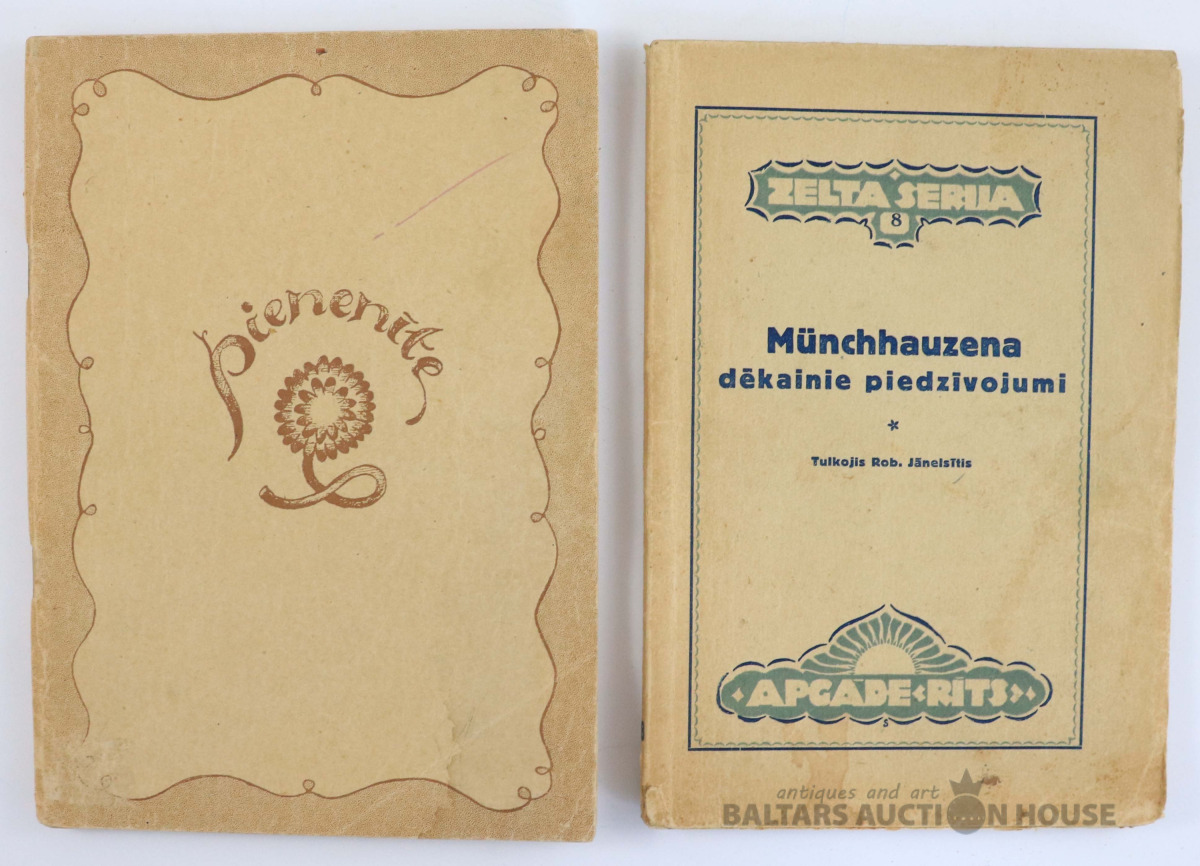 pienenīte
ZELTA SERIJA
8
Münchhauzena
dēkainie piedzīvojumi
*
Tulkojis Rob. Jānelsītis
APGĀDE «RĪTS»
S
antiques and art
BALTARS AUCTION HOUSE